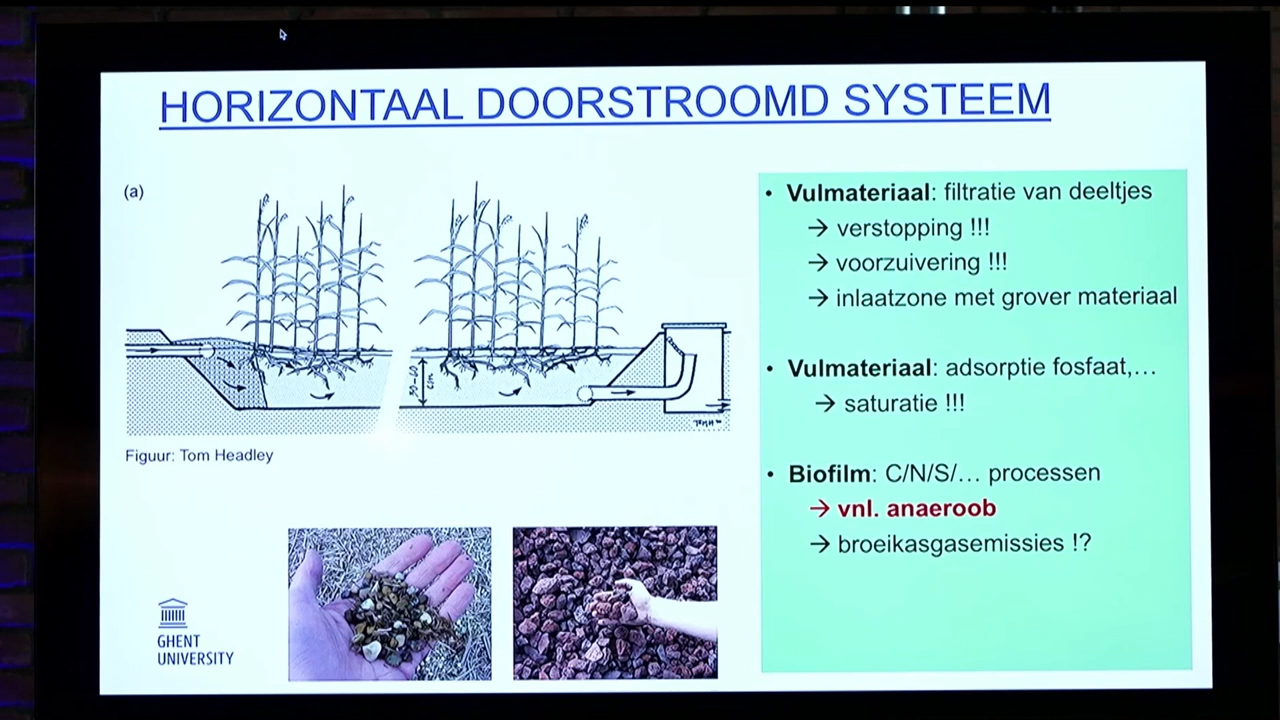 HORIZONTAAL DOORSTROOMD SYSTEEM
(a)
Figuur: Tom Headley
GHENT
UNIVERSITY
• Vulmateriaal: filtratie van deeltjes
→ verstopping !!!
→ voorzuivering !!!
→ inlaatzone met grover materiaal
• Vulmateriaal: adsorptie fosfaat,…
→ saturatie !!!
• Biofilm: C/N/S/… processen
→ vnl. anaeroob
→ broeikasgasemissies !?